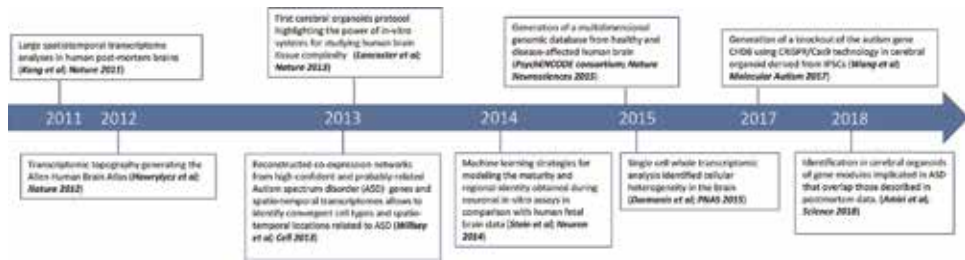 Large spatiotemporal transcriptome
analyses in human post-mortem brains
(Kang et al; Nature 2011)
First cerebral organoids protocol
highlighting the power of in-vitro
systems for studying human brain
tissue complexity (Lancaster et al;
Nature 2013)
Generation of a multidimensional
genomic database from healthy and
disease-affected human brain
(PsychENCODE consortium; Nature
Neurosciences 2015)
Generation of a knockout of the autism gene
CHD8 using CRISPR/Cas9 technology in cerebral
organoid derived from iPSCs (Wang et al;
Molecular Autism 2017)
2011 2012 2013 2014 2015 2017 2018
Transcriptomic topography generating the
Allen Human Brain Atlas (Hawrylycz et al;
Nature 2012)
Reconstructed co-expression networks
from high-confident and probably related
Autism spectrum disorder (ASD) genes and
spatio-temporal transcriptomes allows to
identify convergent cell types and spatio-
temporal locations related to ASD (Willsey
et al; Cell 2013)
Machine learning strategies for
modeling the maturity and
regional identity obtained during
neuronal in-vitro assays in
comparison with human fetal
brain data (Stein et al; Neuron
2014)
Single cell whole transcriptomic
analysis identified cellular
heterogeneity in the brain
(Darmanis et al; PNAS 2015)
Identification in cerebral organoids
of gene modules implicated in ASD
that overlap those described in
postmortem data. (Amiri et al,
Science 2018)